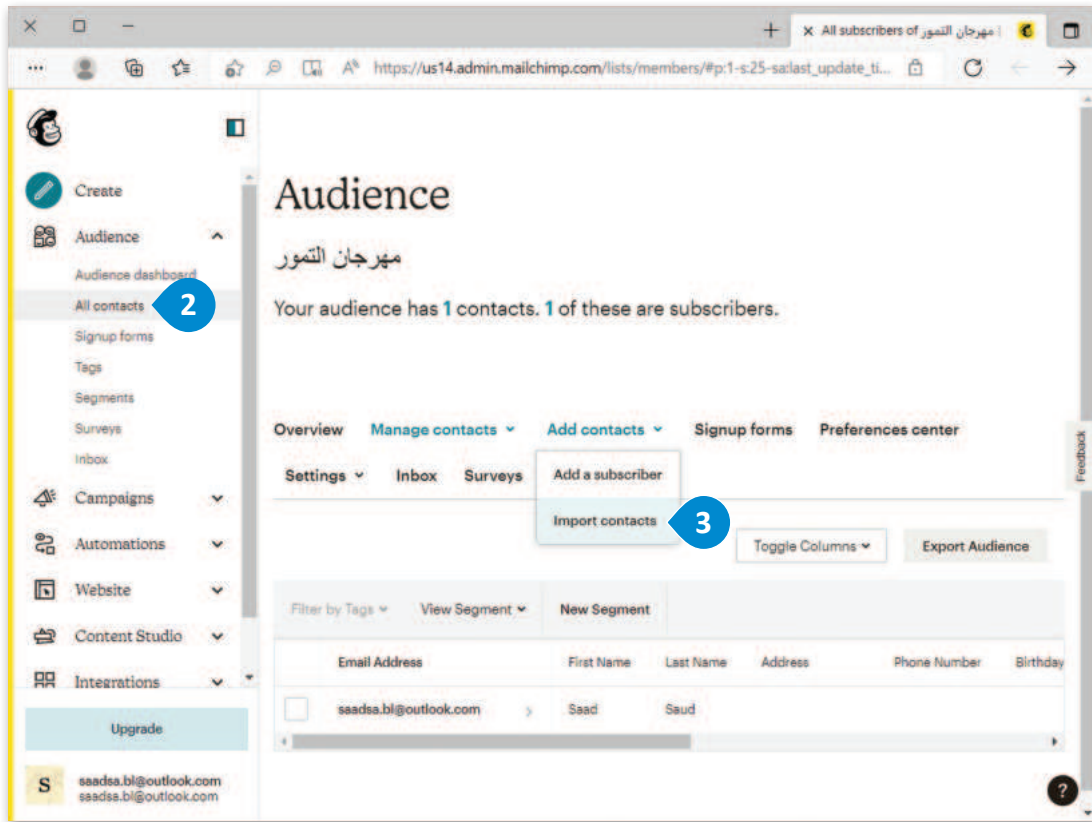 All subscribers of مهرجان التمور
https://us14.admin.mailchimp.com/lists/members/#p:1-s:25-sa:last_update_ti...
Create
Audience
Audience dashboard
All contacts
2
Signup forms
Tags
Segments
Surveys
Inbox
Campaigns
Automations
Website
Content Studio
Integrations
Upgrade
S
saadsa.bl@outlook.com
saadsa.bl@outlook.com
Audience
مهرجان التمور
Your audience has 1 contacts. 1 of these are subscribers.
Overview Manage contacts Add contacts Signup forms Preferences center
Settings Inbox Surveys Add a subscriber
Import contacts
3
Toggle Columns Export Audience
Filter by Tags View Segment New Segment
Email Address First Name Last Name Address Phone Number Birthday
saadsa.bl@outlook.com Saad Saud
Feedback
?